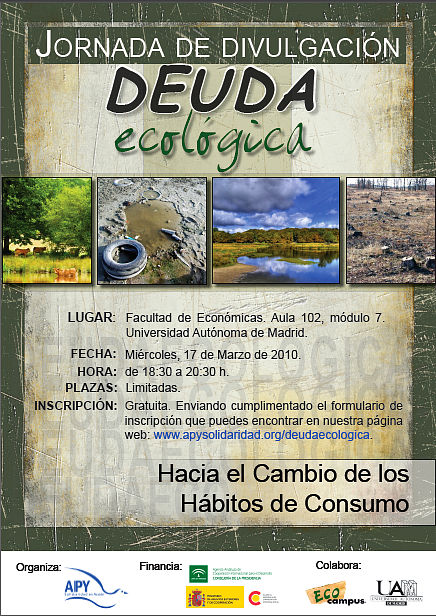 JORNADA DE DIVULGACIÓN
DEUDA
ecológica
LUGAR: Facultad de Económicas. Aula 102, módulo 7.
Universidad Autónoma de Madrid.
FECHA: Miércoles, 17 de Marzo de 2010.
HORA: de 18:30 a 20:30 h.
PLAZAS: Limitadas.
INSCRIPCIÓN: Gratuita. Enviando cumplimentado el formulario de
inscripción que puedes encontrar en nuestra página
web: www.apysolidaridad.org/deudaecologica.
Hacia el Cambio de los
Hábitos de Consumo
Organiza:
Financia:
Colabora:
APY
CONSEJERÍA DE LA PRESIDENCIA
ECO
campus
UAM